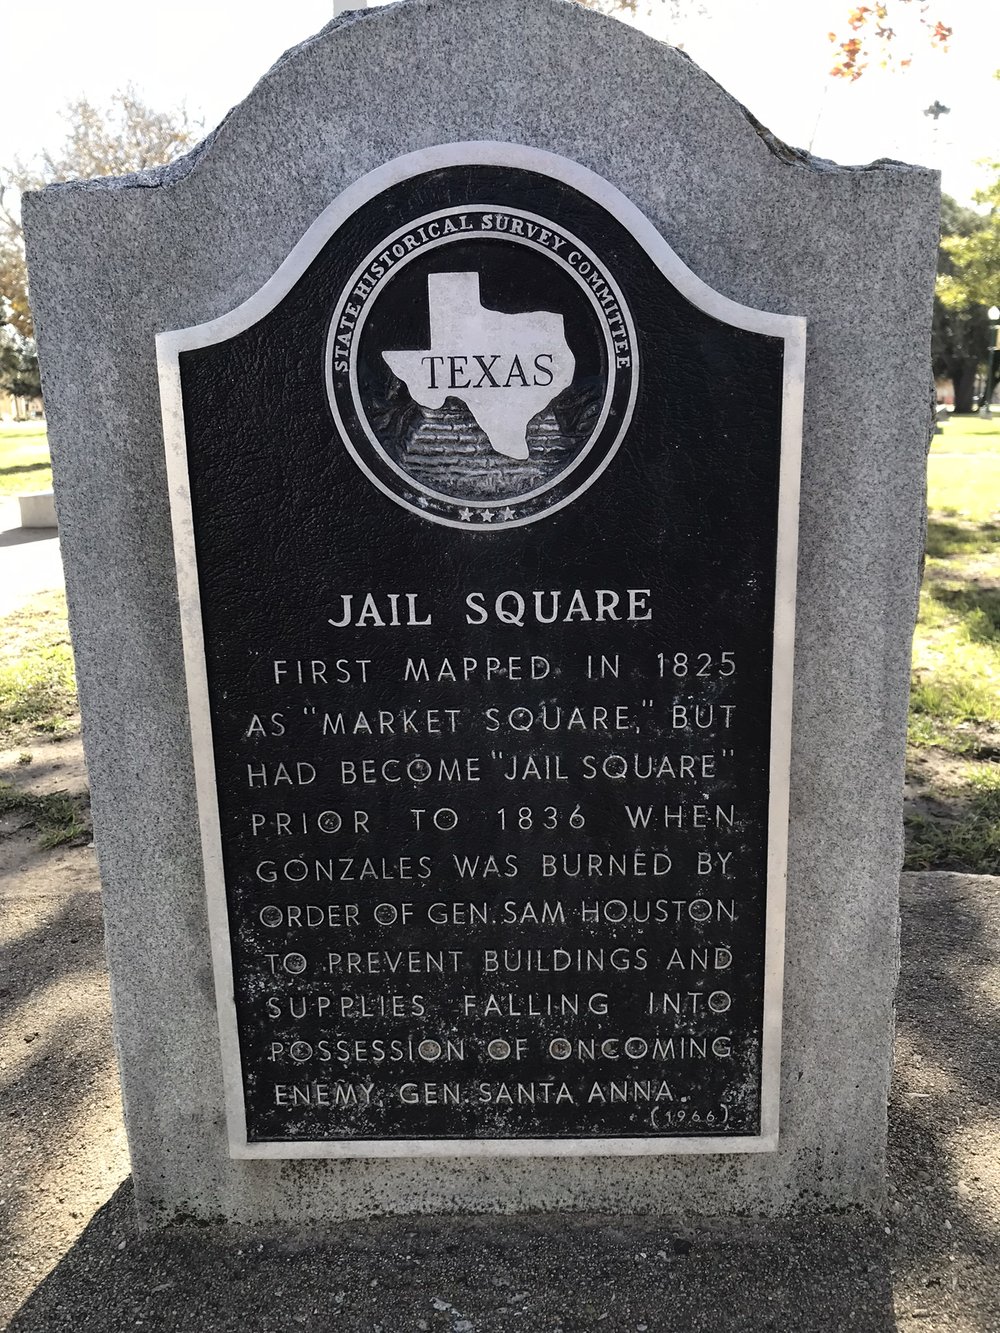 STATE HISTORICAL SURVEY COMMITTEE
TEXAS
JAIL SQUARE
FIRST MAPPED IN 1825
AS "MARKET SQUARE," BUT
HAD BECOME "JAIL SQUARE"
PRIOR TO 1836 WHEN
GONZALES WAS BURNED BY
ORDER OF GEN. SAM HOUSTON
TO PREVENT BUILDINGS AND
SUPPLIES FALLING INTO
POSSESSION OF ONCOMING
ENEMY, GEN. SANTA ANNA.
(1966)